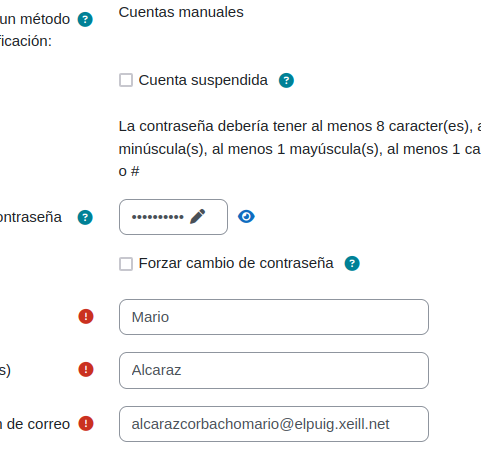 un método
Cuentas manuales
ficación:
Cuenta suspendida
La contraseña debería tener al menos 8 caracter(es), a
minúscula(s), al menos 1 mayúscula(s), al menos 1 ca
o #
ontraseña
••••••••••
Forzar cambio de contraseña
Mario
s)
Alcaraz
n de correo
alcarazcorbachomario@elpuig.xeill.net